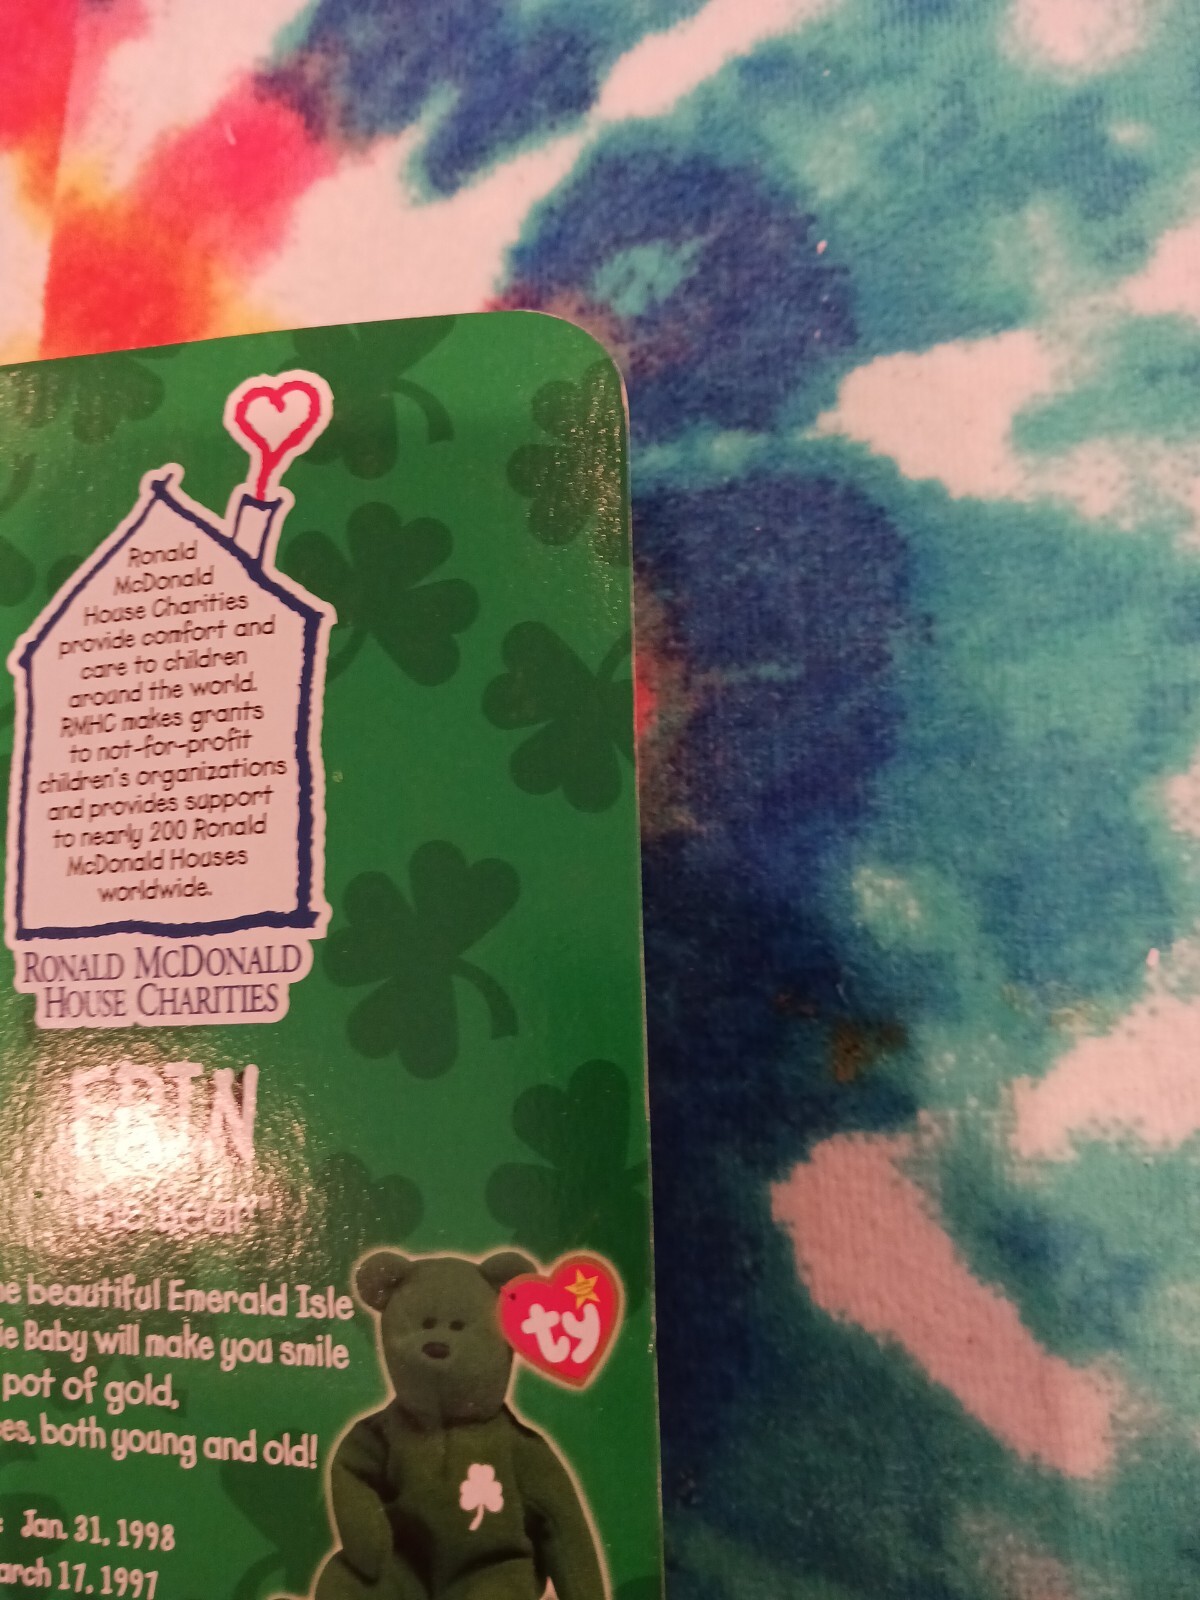 Ronald
McDonald
House Charities
provide comfort and
care to children
around the world.
RMHC makes grants
to not-for-profit
children's organizations
and provides support
to nearly 200 Ronald
McDonald Houses
worldwide.
RONALD MCDONALD
HOUSE CHARITIES
ERIN
the Bear
beautiful Emerald Isle
Baby will make you smile
pot of gold,
both young and old!
Jan. 31, 1998
arch 17, 1997
ty